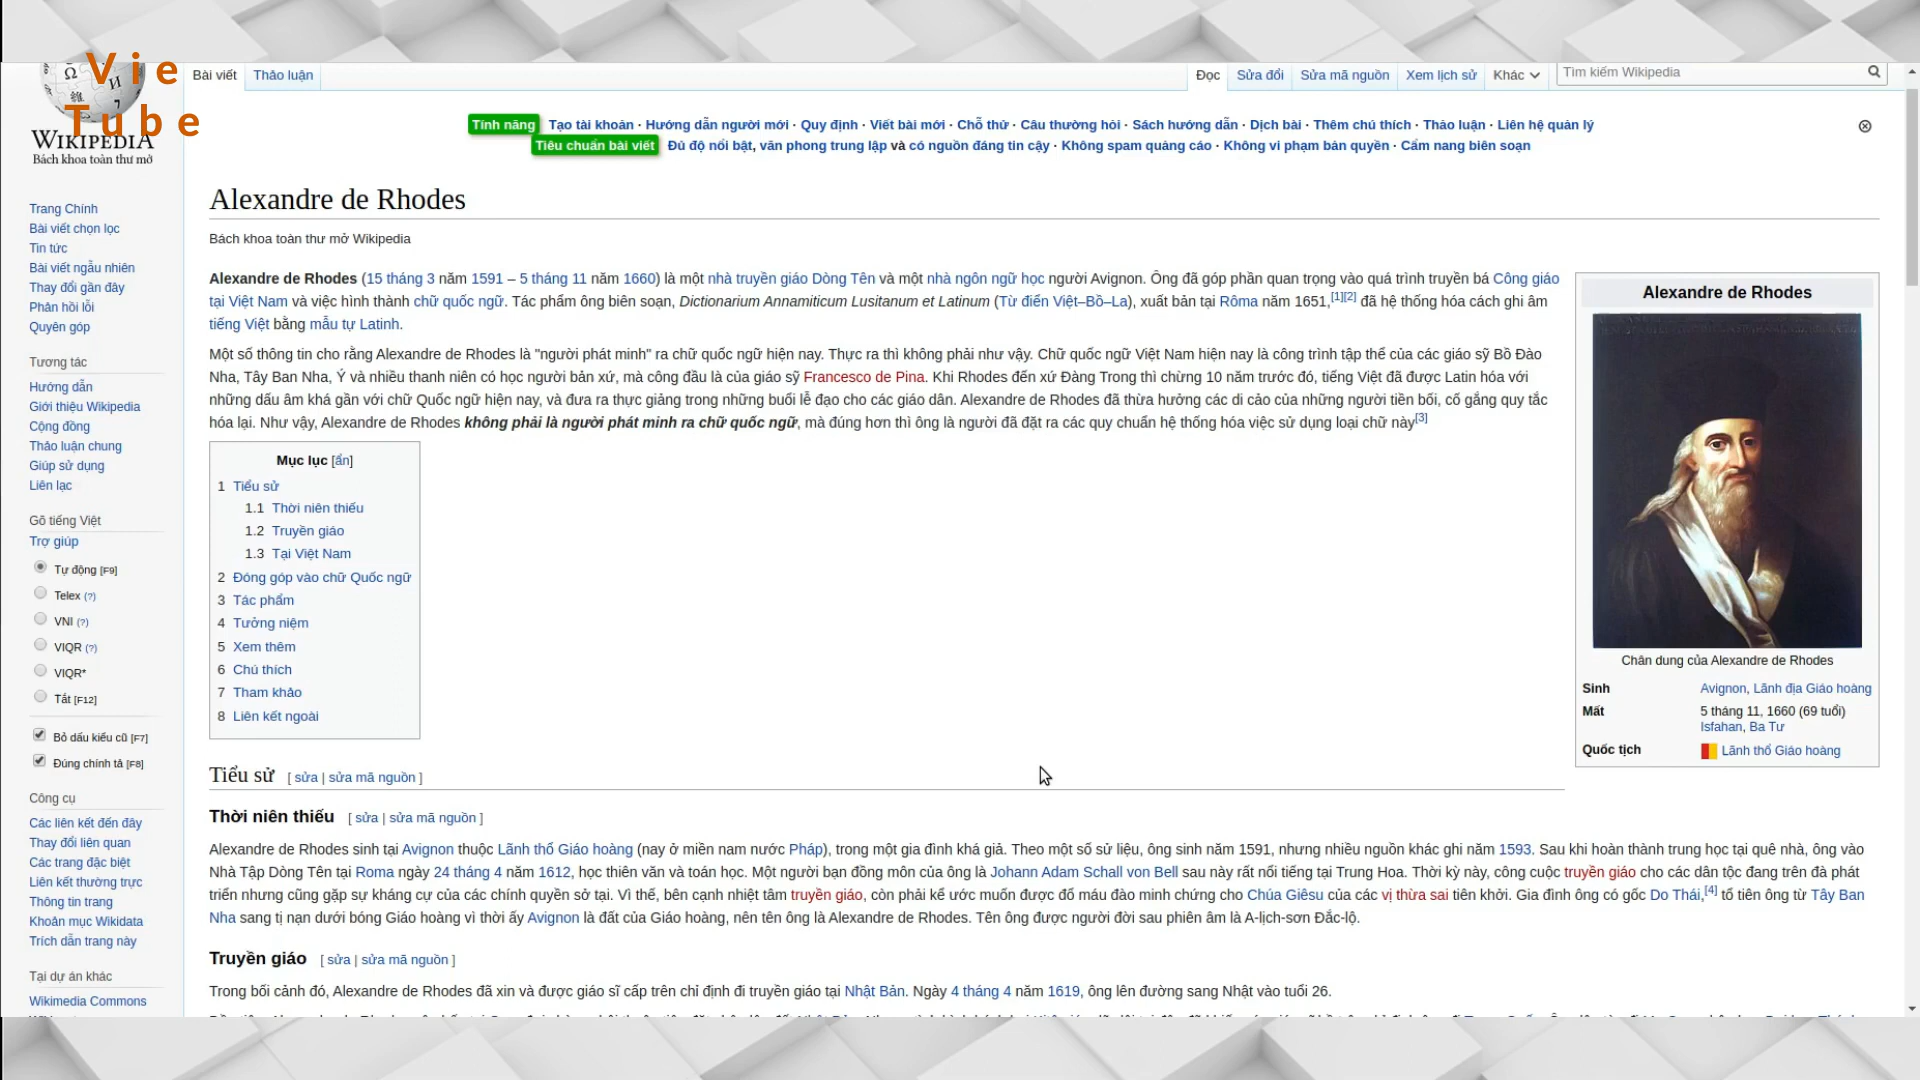 Vie
Tube
WIKIPEDIA
Bách khoa toàn thư mở
Bài viết
Thảo luận
Đọc
Sửa đổi
Sửa mã nguồn
Xem lịch sử
Khác
Tìm kiếm Wikipedia
Tính năng Tạo tài khoản · Hướng dẫn người mới · Quy định · Viết bài mới · Chỗ thử · Câu thường hỏi · Sách hướng dẫn · Dịch bài · Thêm chú thích · Thảo luận · Liên hệ quản lý
Tiêu chuẩn bài viết Đủ độ nổi bật, văn phong trung lập và có nguồn đáng tin cậy · Không spam quảng cáo · Không vi phạm bản quyền · Cẩm nang biên soạn
Trang Chính
Bài viết chọn lọc
Tin tức
Bài viết ngẫu nhiên
Thay đổi gần đây
Phản hồi lỗi
Quyên góp
Tương tác
Hướng dẫn
Giới thiệu Wikipedia
Cộng đồng
Thảo luận chung
Giúp sử dụng
Liên lạc
Gõ tiếng Việt
Trợ giúp
Tự động [F9]
Telex (?)
VNI (?)
VIQR (?)
VIQR*
Tắt [F12]
Bỏ dấu kiểu cũ [F7]
Đúng chính tả [F8]
Công cụ
Các liên kết đến đây
Thay đổi liên quan
Các trang đặc biệt
Liên kết thường trực
Thông tin trang
Khoản mục Wikidata
Trích dẫn trang này
Tại dự án khác
Wikimedia Commons
Alexandre de Rhodes
Bách khoa toàn thư mở Wikipedia
Alexandre de Rhodes (15 tháng 3 năm 1591 – 5 tháng 11 năm 1660) là một nhà truyền giáo Dòng Tên và một nhà ngôn ngữ học người Avignon. Ông đã góp phần quan trọng vào quá trình truyền bá Công giáo
tại Việt Nam và việc hình thành chữ quốc ngữ. Tác phẩm ông biên soạn, Dictionarium Annamiticum Lusitanum et Latinum (Từ điển Việt–Bồ–La), xuất bản tại Rôma năm 1651,[1][2] đã hệ thống hóa cách ghi âm
tiếng Việt bằng mẫu tự Latinh.
Một số thông tin cho rằng Alexandre de Rhodes là "người phát minh" ra chữ quốc ngữ hiện nay. Thực ra thì không phải như vậy. Chữ quốc ngữ Việt Nam hiện nay là công trình tập thể của các giáo sỹ Bồ Đào
Nha, Tây Ban Nha, Ý và nhiều thanh niên có học người bản xứ, mà công đầu là của giáo sỹ Francesco de Pina. Khi Rhodes đến xứ Đàng Trong thì chừng 10 năm trước đó, tiếng Việt đã được Latin hóa với
những dấu âm khá gần với chữ Quốc ngữ hiện nay, và đưa ra thực giảng trong những buổi lễ đạo cho các giáo dân. Alexandre de Rhodes đã thừa hưởng các di cảo của những người tiền bối, cố gắng quy tắc
hóa lại. Như vậy, Alexandre de Rhodes không phải là người phát minh ra chữ quốc ngữ, mà đúng hơn thì ông là người đã đặt ra các quy chuẩn hệ thống hóa việc sử dụng loại chữ này[3]
Mục lục [ẩn]
1 Tiểu sử
1.1 Thời niên thiếu
1.2 Truyền giáo
1.3 Tại Việt Nam
2 Đóng góp vào chữ Quốc ngữ
3 Tác phẩm
4 Tưởng niệm
5 Xem thêm
6 Chú thích
7 Tham khảo
8 Liên kết ngoài
Alexandre de Rhodes
Chân dung của Alexandre de Rhodes
Sinh Avignon, Lãnh địa Giáo hoàng
Mất 5 tháng 11, 1660 (69 tuổi)
Isfahan, Ba Tư
Quốc tịch Lãnh thổ Giáo hoàng
Tiểu sử [ sửa | sửa mã nguồn ]
Thời niên thiếu [ sửa | sửa mã nguồn ]
Alexandre de Rhodes sinh tại Avignon thuộc Lãnh thổ Giáo hoàng (nay ở miền nam nước Pháp), trong một gia đình khá giả. Theo một số sử liệu, ông sinh năm 1591, nhưng nhiều nguồn khác ghi năm 1593. Sau khi hoàn thành trung học tại quê nhà, ông vào
Nhà Tập Dòng Tên tại Roma ngày 24 tháng 4 năm 1612, học thiên văn và toán học. Một người bạn đồng môn của ông là Johann Adam Schall von Bell sau này rất nổi tiếng tại Trung Hoa. Thời kỳ này, công cuộc truyền giáo cho các dân tộc đang trên đà phát
triển nhưng cũng gặp sự kháng cự của các chính quyền sở tại. Vì thế, bên cạnh nhiệt tâm truyền giáo, còn phải kể ước muốn được đổ máu đào minh chứng cho Chúa Giêsu của các vị thừa sai tiên khởi. Gia đình ông có gốc Do Thái,[4] tổ tiên ông từ Tây Ban
Nha sang tị nạn dưới bóng Giáo hoàng vì thời ấy Avignon là đất của Giáo hoàng, nên tên ông là Alexandre de Rhodes. Tên ông được người đời sau phiên âm là A-lịch-sơn Đắc-lộ.
Truyền giáo [ sửa | sửa mã nguồn ]
Trong bối cảnh đó, Alexandre de Rhodes đã xin và được giáo sĩ cấp trên chỉ định đi truyền giáo tại Nhật Bản. Ngày 4 tháng 4 năm 1619, ông lên đường sang Nhật vào tuổi 26.